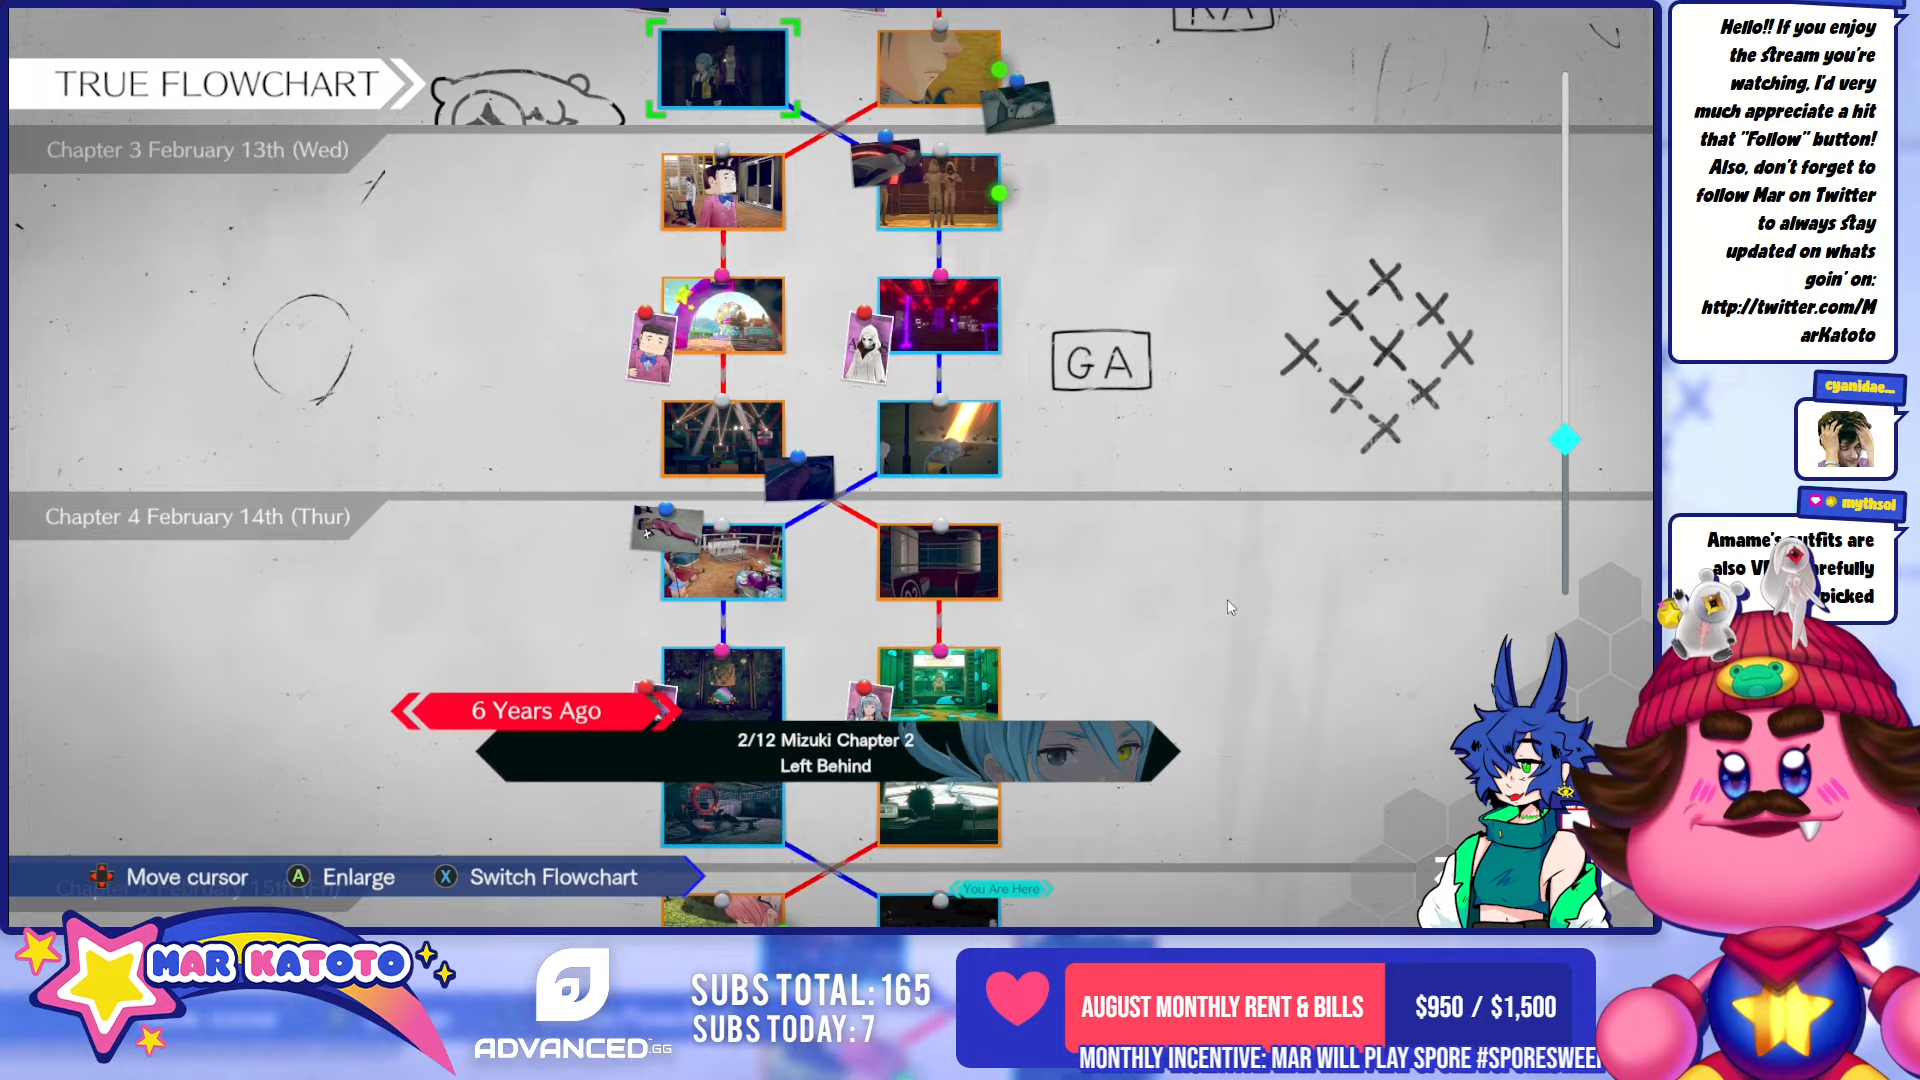 TRUE FLOWCHART
Chapter 3 February 13th (Wed)
GA
Chapter 4 February 14th (Thur)
6 Years Ago
2/12 Mizuki Chapter 2
Left Behind
Move cursor
A Enlarge
X Switch Flowchart
You Are Here
Hello!! If you enjoy
the stream you're
watching, I'd very
much appreciate a hit
that "Follow" button!
Also, don't forget to
follow Mar on Twitter
to always stay
updated on whats
goin' on:
http://twitter.com/M
arKatoto
cyanidae...
mythsol
Amame's outfits are
also
picked
MAR KATOTO
ADVANCED.GG
SUBS TOTAL: 165
SUBS TODAY: 7
AUGUST MONTHLY RENT & BILLS
$950 / $1,500
MONTHLY INCENTIVE: MAR WILL PLAY SPORE #SPORESWEE